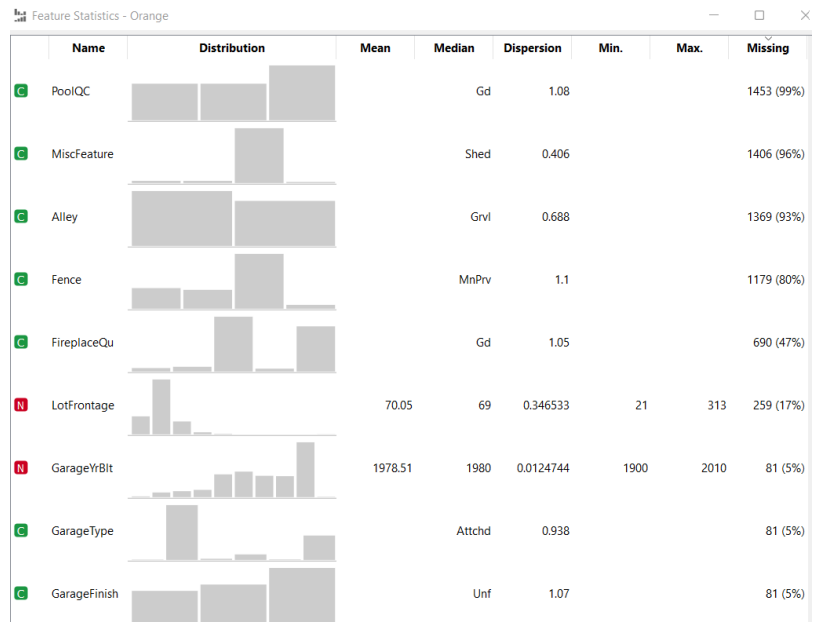 Feature Statistics - Orange
Name Distribution Mean Median Dispersion Min. Max. Missing
C PoolQC Gd 1.08 1453 (99%)
C MiscFeature Shed 0.406 1406 (96%)
C Alley Grvl 0.688 1369 (93%)
C Fence MnPrv 1.1 1179 (80%)
C FireplaceQu Gd 1.05 690 (47%)
N LotFrontage 70.05 69 0.346533 21 313 259 (17%)
N GarageYrBlt 1978.51 1980 0.0124744 1900 2010 81 (5%)
C GarageType Attchd 0.938 81 (5%)
C GarageFinish Unf 1.07 81 (5%)